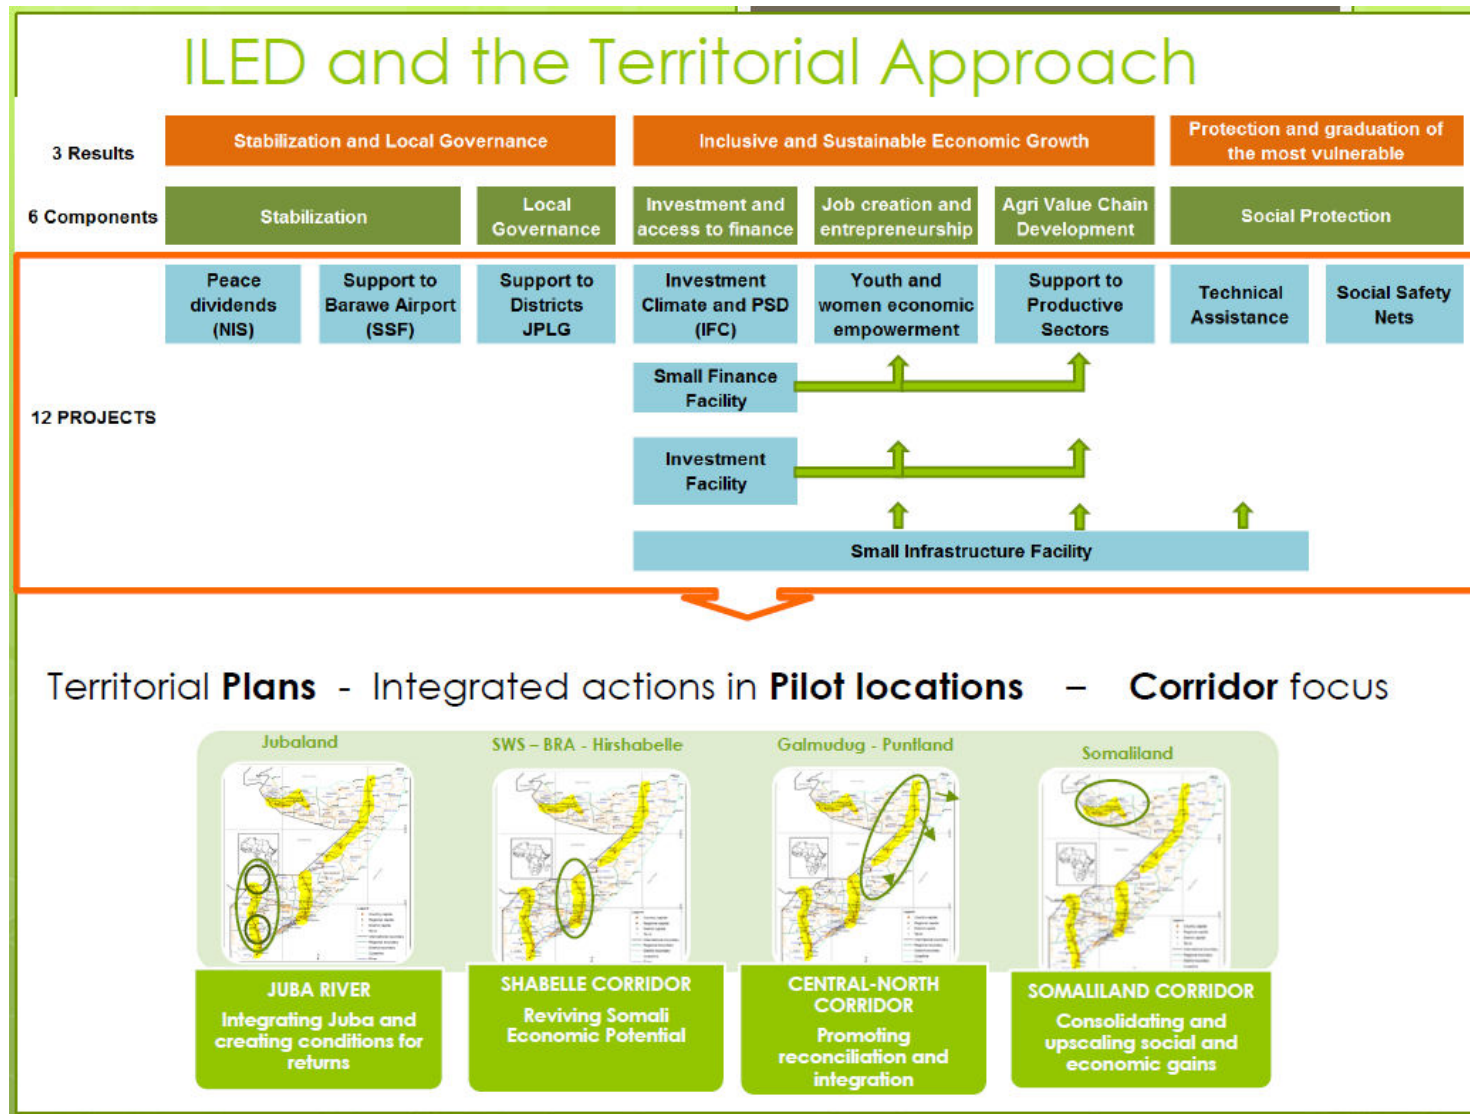 ILED and the Territorial Approach
3 Results
Stabilization and Local Governance
Inclusive and Sustainable Economic Growth
Protection and graduation of
the most vulnerable
6 Components
Stabilization
Local
Governance
Investment and
access to finance
Job creation and
entrepreneurship
Agri Value Chain
Development
Social Protection
12 PROJECTS
Peace
dividends
(NIS)
Support to
Barawe Airport
(SSF)
Support to
Districts
JPLG
Investment
Climate and PSD
(IFC)
Youth and
women economic
empowerment
Support to
Productive
Sectors
Technical
Assistance
Social Safety
Nets
Small Finance
Facility
Investment
Facility
Small Infrastructure Facility
Territorial Plans - Integrated actions in Pilot locations – Corridor focus
Jubaland
SWS – BRA - Hirshabelle
Galmudug - Puntland
Somaliland
JUBA RIVER
Integrating Juba and
creating conditions for
returns
SHABELLE CORRIDOR
Reviving Somali
Economic Potential
CENTRAL-NORTH
CORRIDOR
Promoting
reconciliation and
integration
SOMALILAND CORRIDOR
Consolidating and
upscaling social and
economic gains